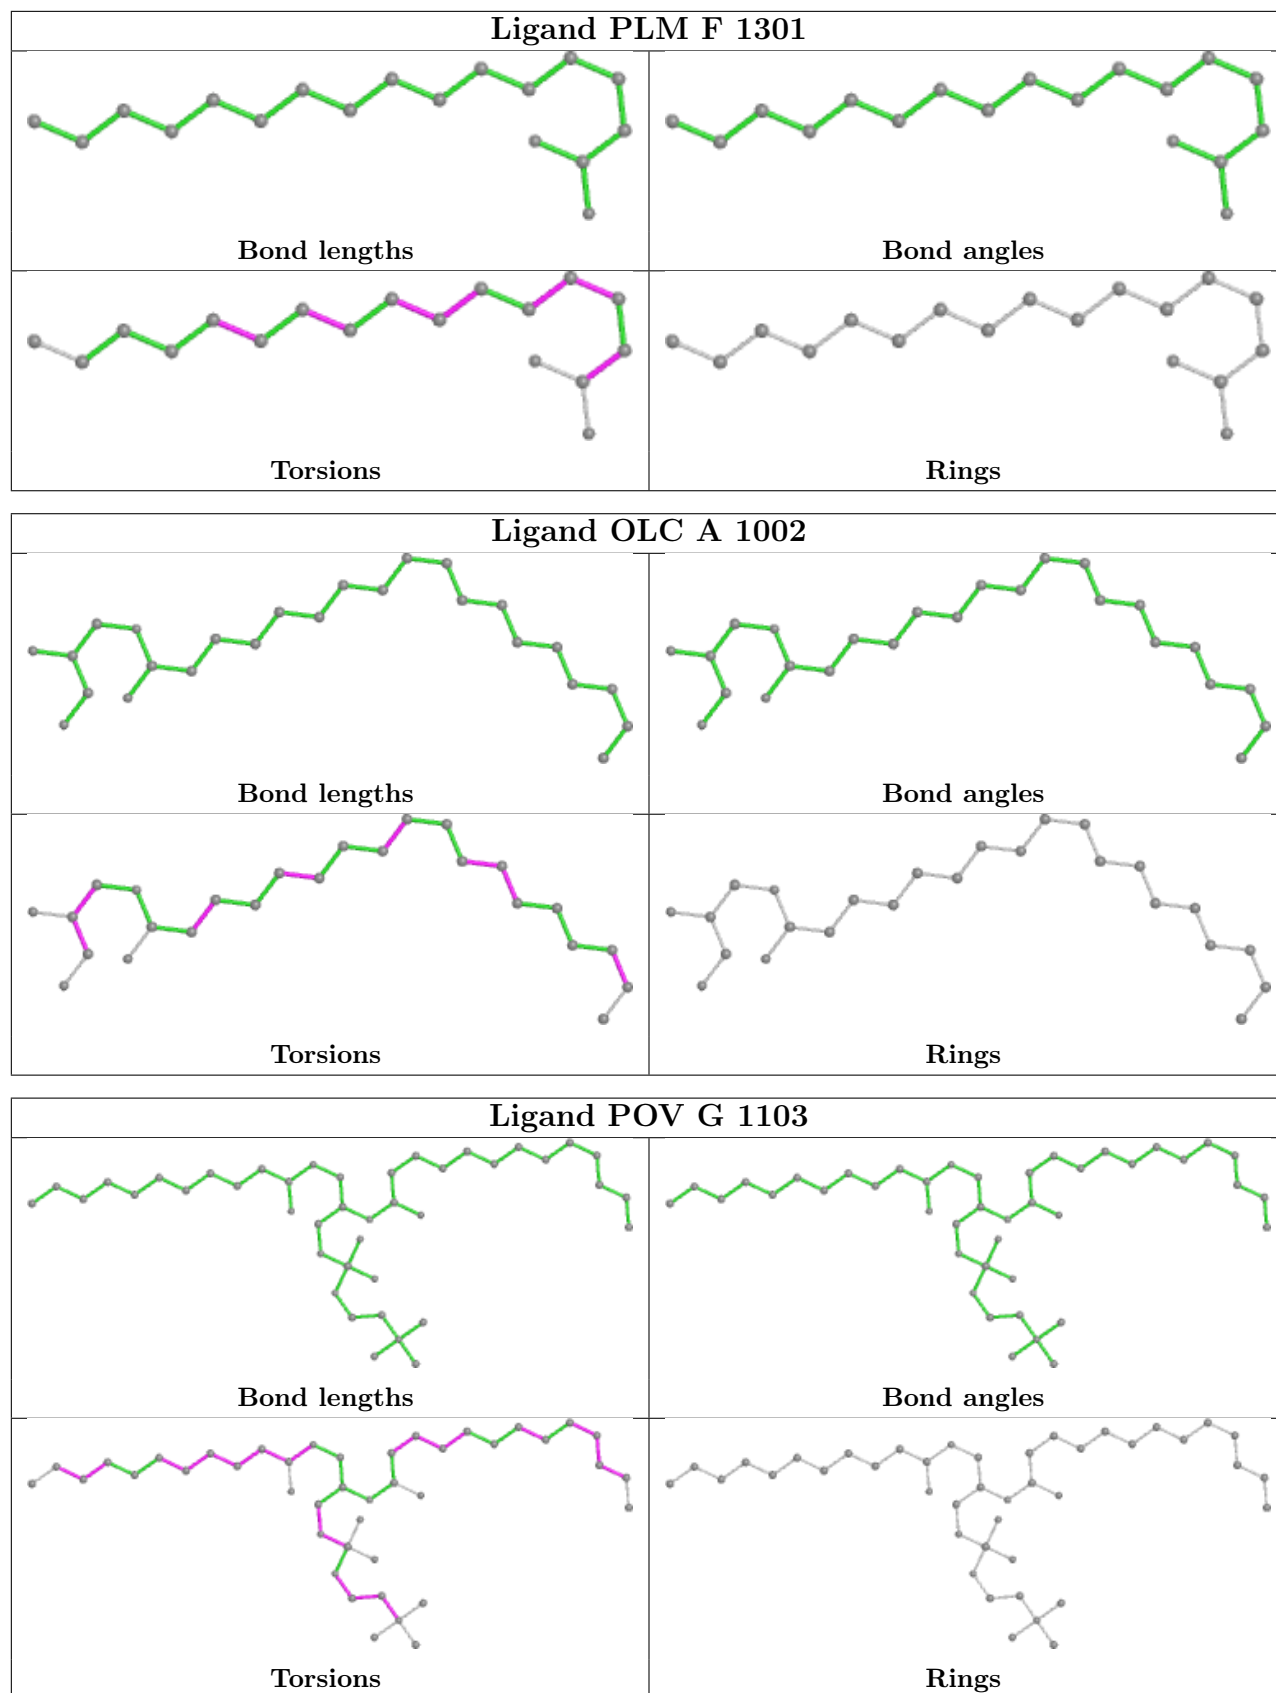 Ligand PLM F 1301
Bond lengths
Bond angles
Torsions
Rings
Ligand OLC A 1002
Bond lengths
Bond angles
Torsions
Rings
Ligand POV G 1103
Bond lengths
Bond angles
Torsions
Rings